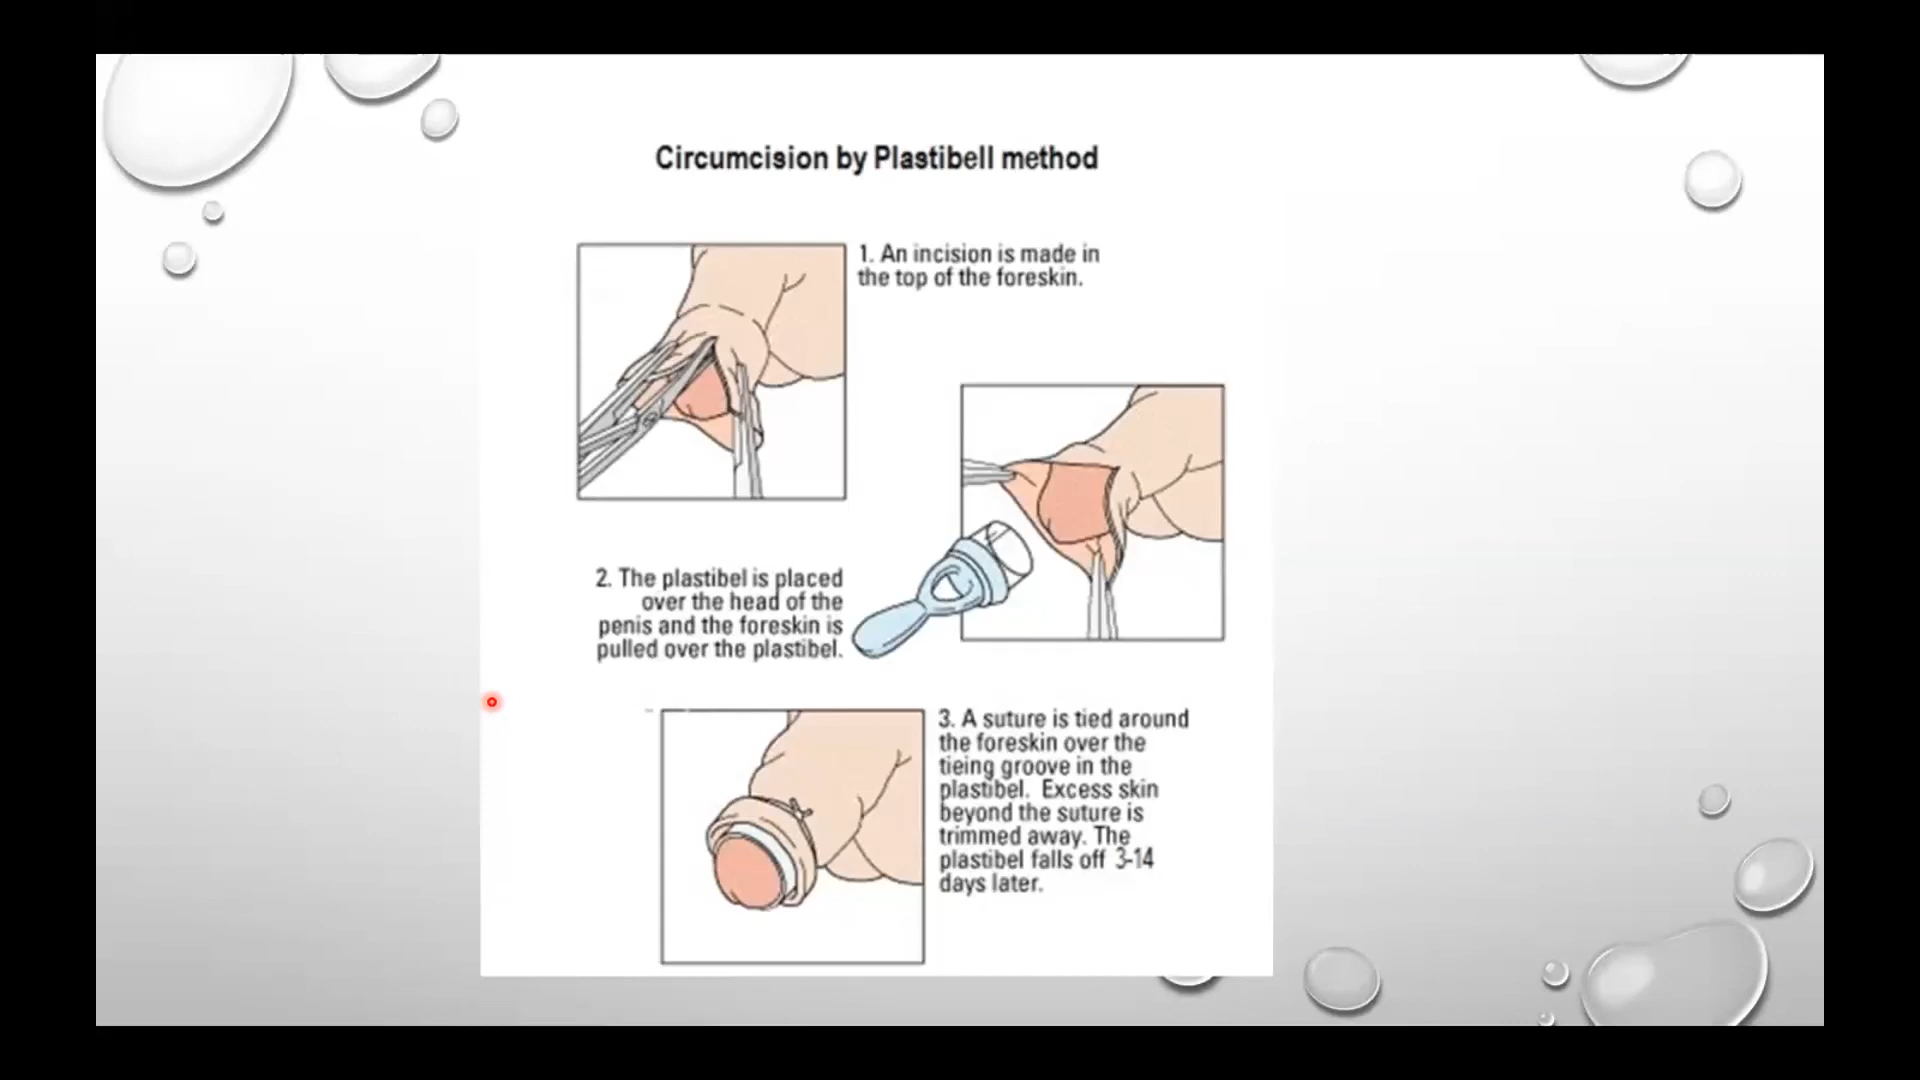 Circumcision by Plastibell method
1. An incision is made in
the top of the foreskin.
2. The plastibel is placed
over the head of the
penis and the foreskin is
pulled over the plastibel.
3. A suture is tied around
the foreskin over the
tieing groove in the
plastibel. Excess skin
beyond the suture is
trimmed away. The
plastibel falls off 3-14
days later.